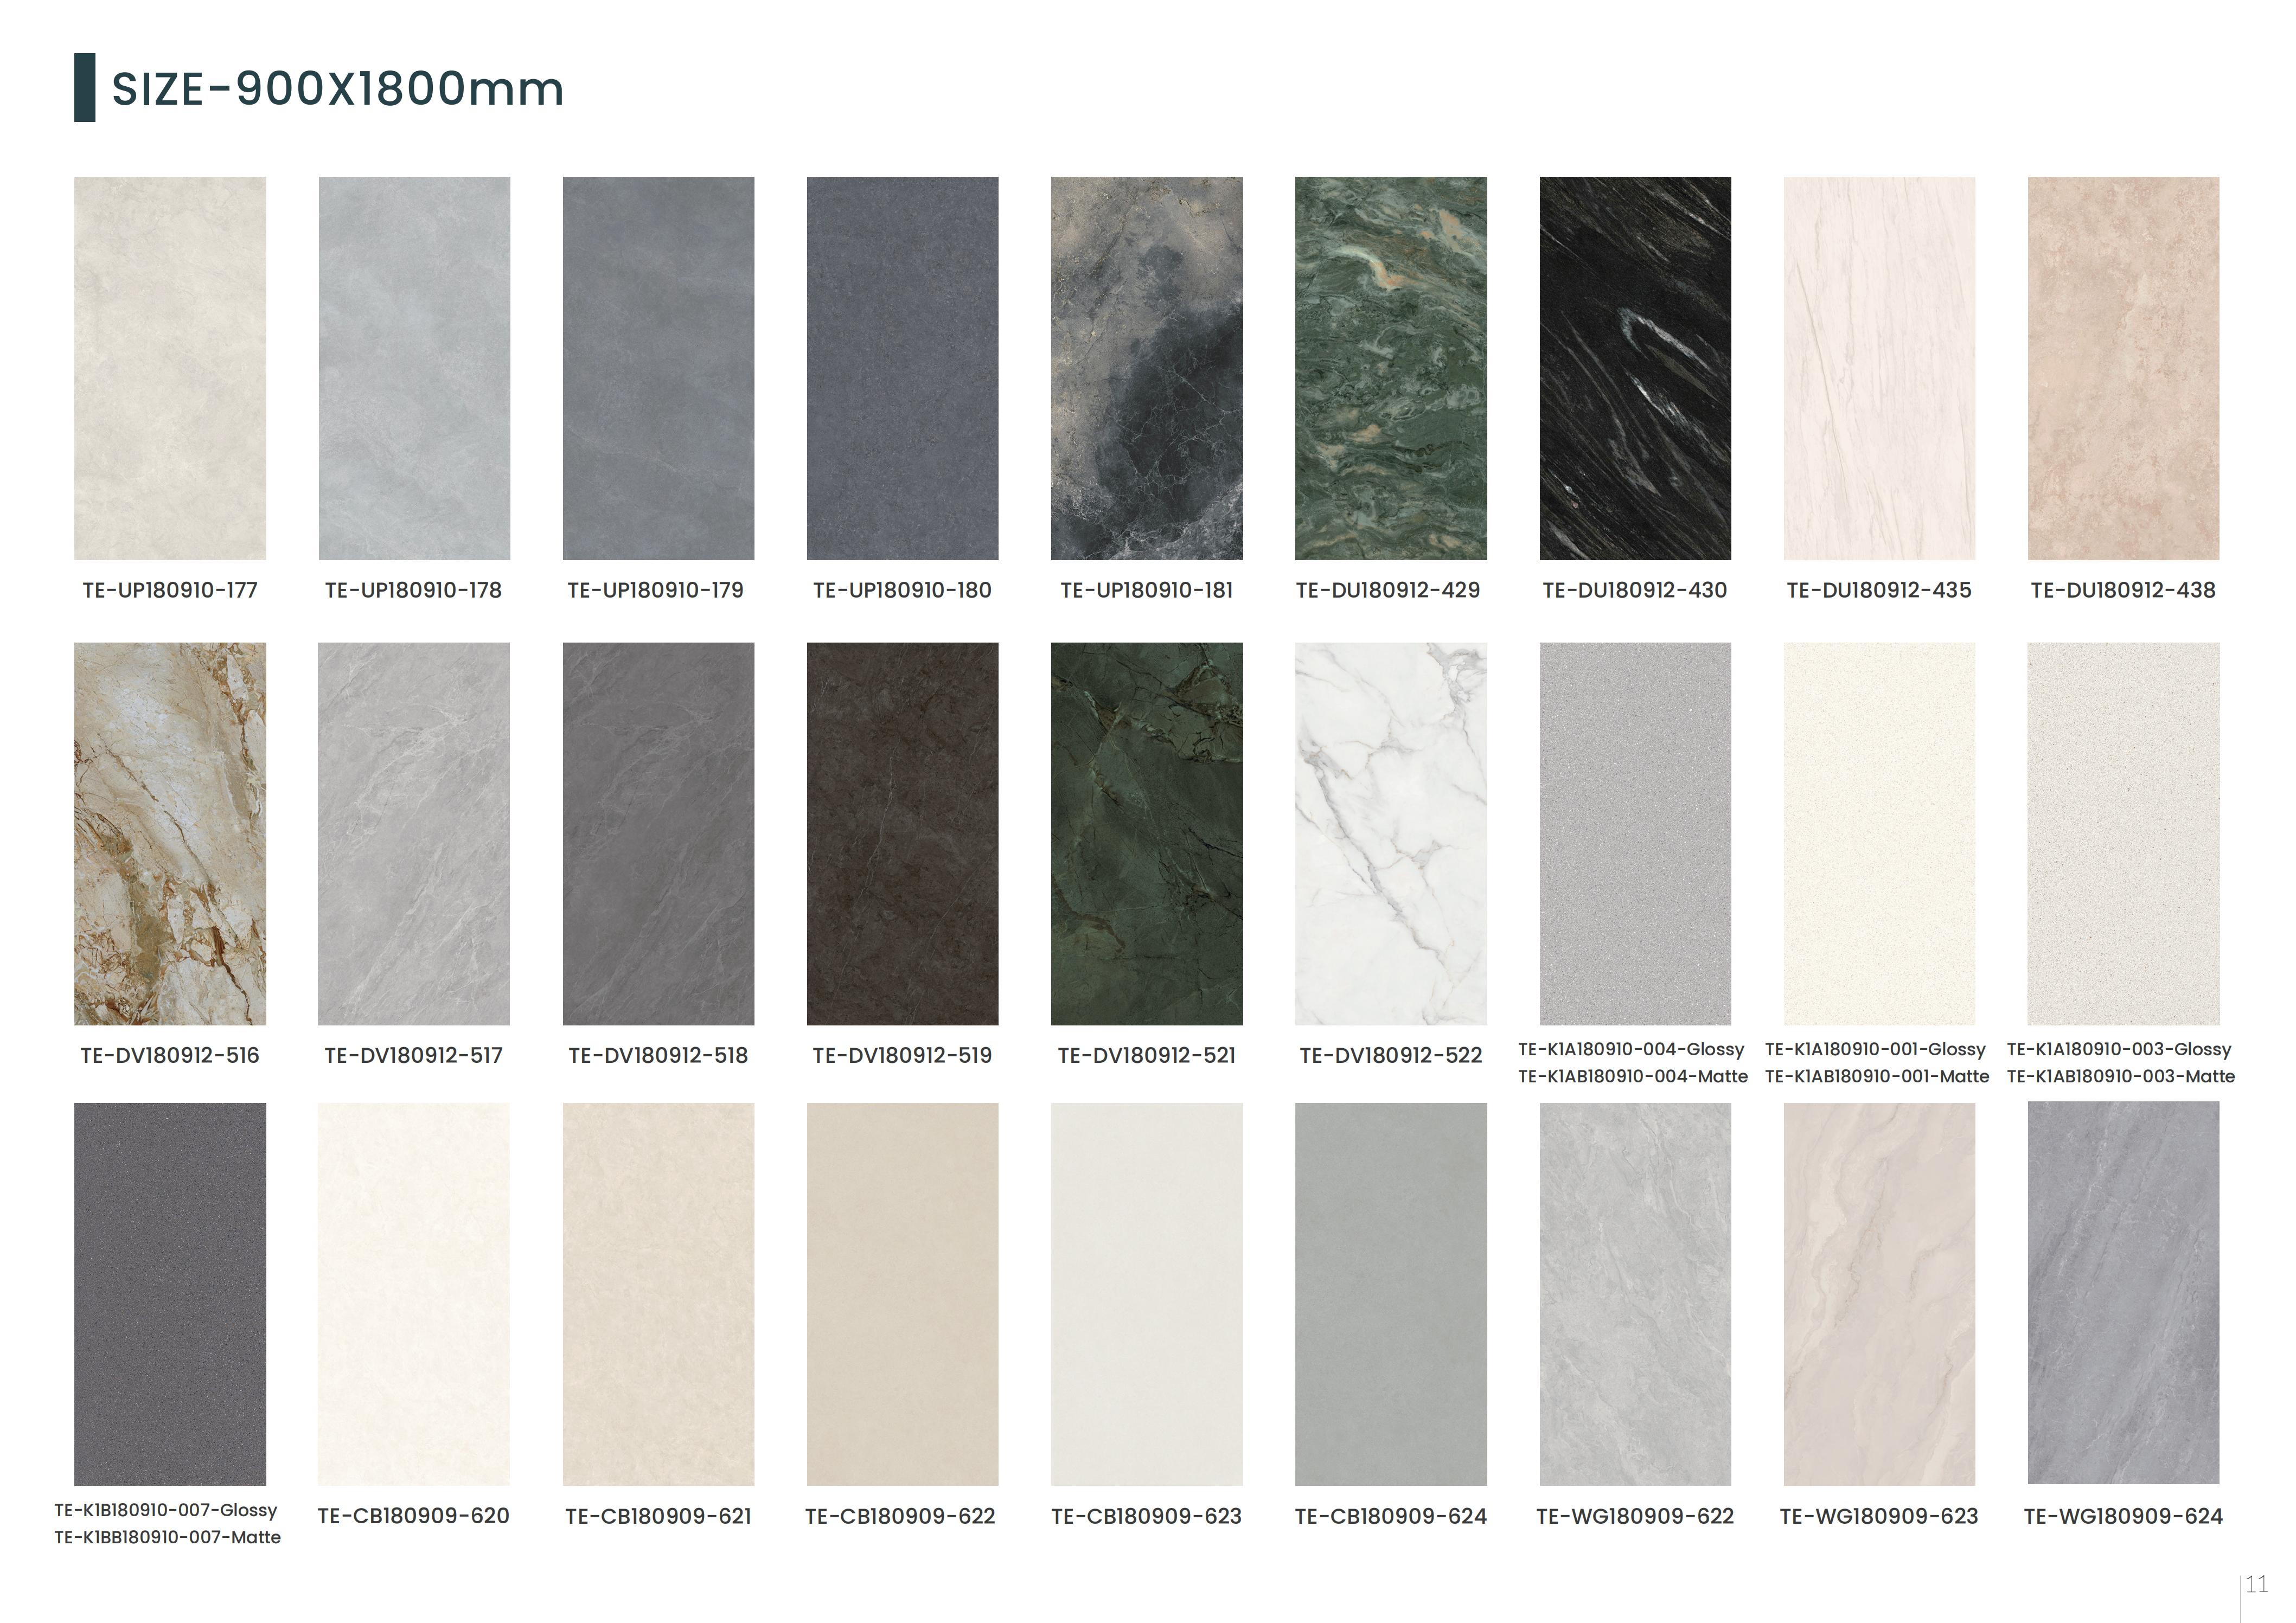 SIZE-900X1800mm
TE-UP180910-177
TE-UP180910-178
TE-UP180910-179
TE-UP180910-180
TE-UP180910-181
TE-DU180912-429
TE-DU180912-430
TE-DU180912-435
TE-DU180912-438
TE-DV180912-516
TE-DV180912-517
TE-DV180912-518
TE-DV180912-519
TE-DV180912-521
TE-DV180912-522
TE-K1A180910-004-Glossy
TE-K1AB180910-004-Matte
TE-K1A180910-001-Glossy
TE-K1AB180910-001-Matte
TE-K1A180910-003-Glossy
TE-K1AB180910-003-Matte
TE-K1B180910-007-Glossy
TE-K1BB180910-007-Matte
TE-CB180909-620
TE-CB180909-621
TE-CB180909-622
TE-CB180909-623
TE-CB180909-624
TE-WG180909-622
TE-WG180909-623
TE-WG180909-624
11